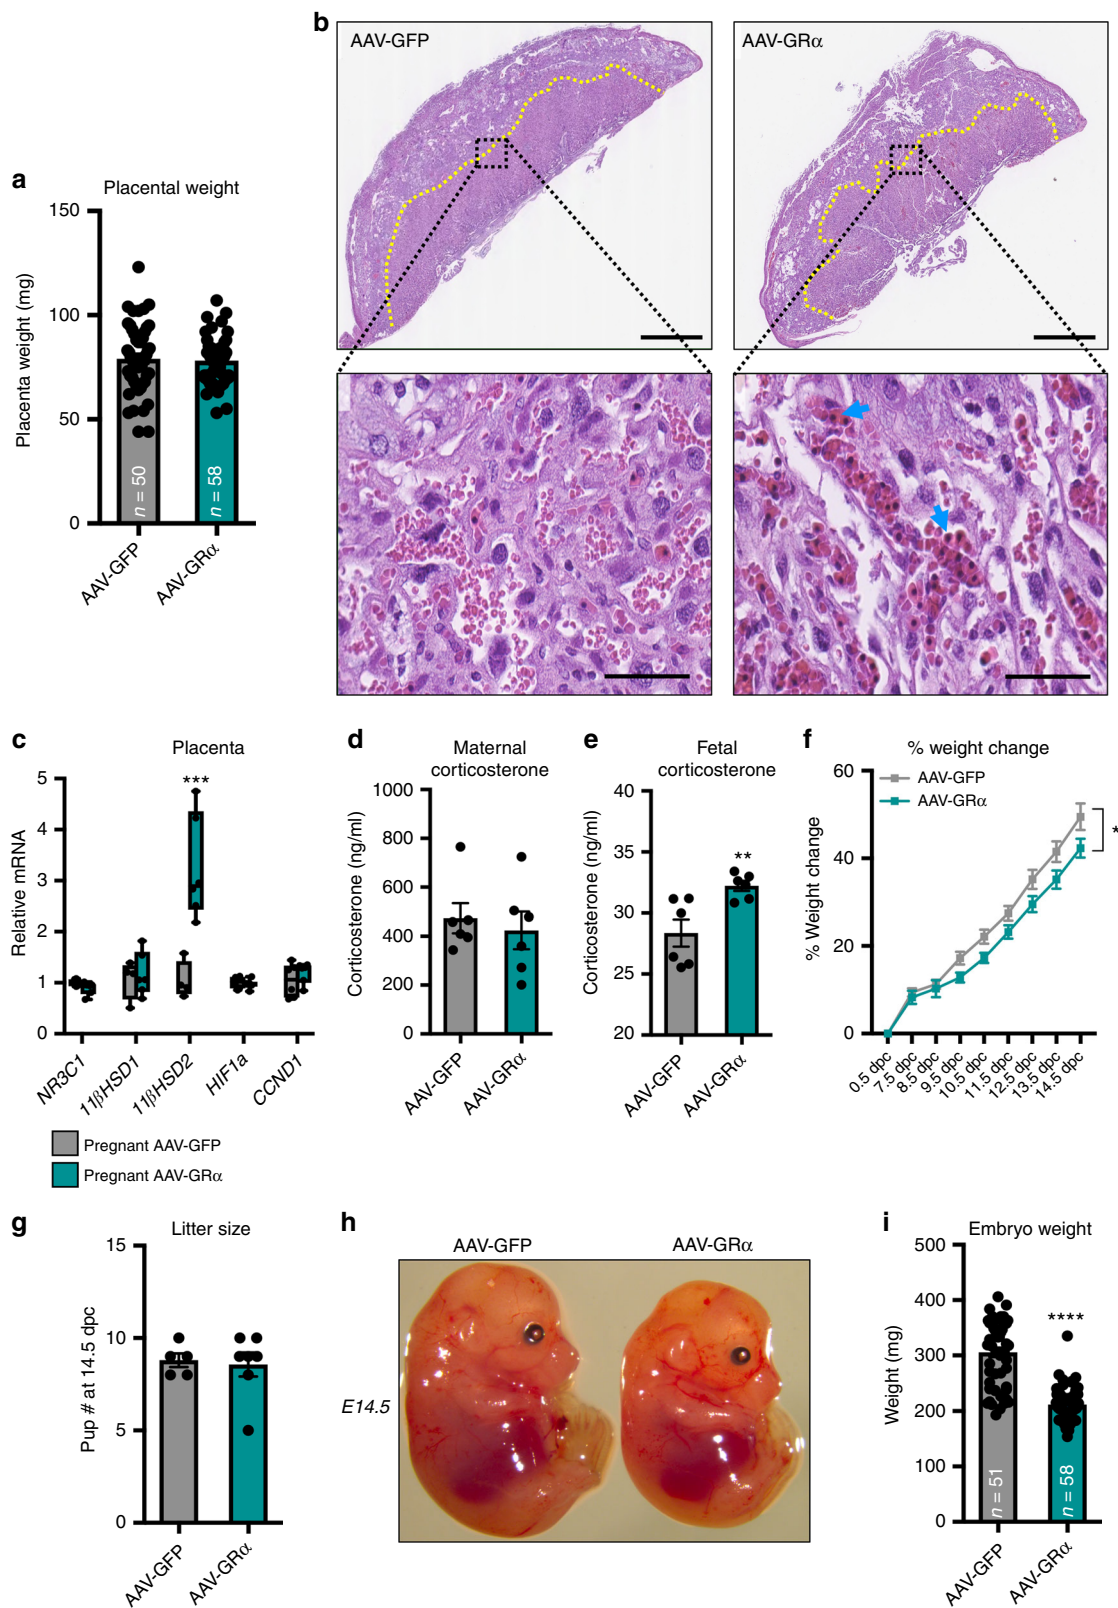 a
Placental weight
Placenta weight (mg)
150
100
50
0
n = 50
n = 58
AAV-GFP
AAV-GRα
b
AAV-GFP
AAV-GRα
c
Placenta
Relative mRNA
5
4
3
2
1
0
***
NR3C1
11βHSD1
11βHSD2
HIF1a
CCND1
Pregnant AAV-GFP
Pregnant AAV-GRα
d
Maternal
corticosterone
Corticosterone (ng/ml)
1000
800
600
400
200
0
AAV-GFP
AAV-GRα
e
Fetal
corticosterone
Corticosterone (ng/ml)
40
35
30
25
20
**
AAV-GFP
AAV-GRα
f
% weight change
% Weight change
60
40
20
0
AAV-GFP
AAV-GRα
*
0.5 dpc
7.5 dpc
8.5 dpc
9.5 dpc
10.5 dpc
11.5 dpc
12.5 dpc
13.5 dpc
14.5 dpc
g
Litter size
Pup # at 14.5 dpc
15
10
5
0
AAV-GFP
AAV-GRα
h
AAV-GFP
AAV-GRα
E14.5
i
Embryo weight
Weight (mg)
500
400
300
200
100
0
****
n = 51
n = 58
AAV-GFP
AAV-GRα